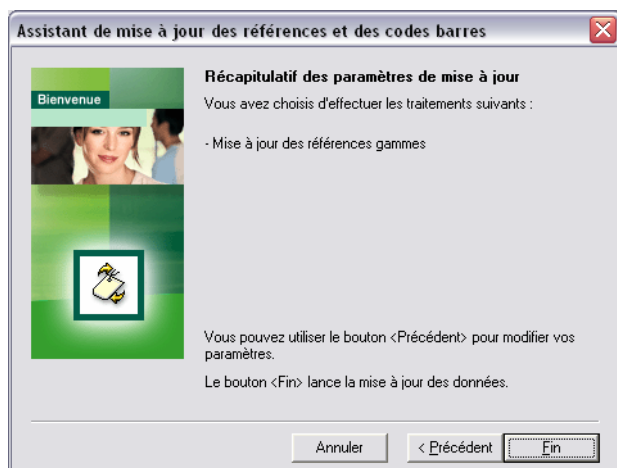 Assistant de mise à jour des références et des codes barres
Bienvenue
Récapitulatif des paramètres de mise à jour
Vous avez choisis d'effectuer les traitements suivants :
- Mise à jour des références gammes
Vous pouvez utiliser le bouton <Précédent> pour modifier vos
paramètres.
Le bouton <Fin> lance la mise à jour des données.
Annuler
< Précédent
Fin